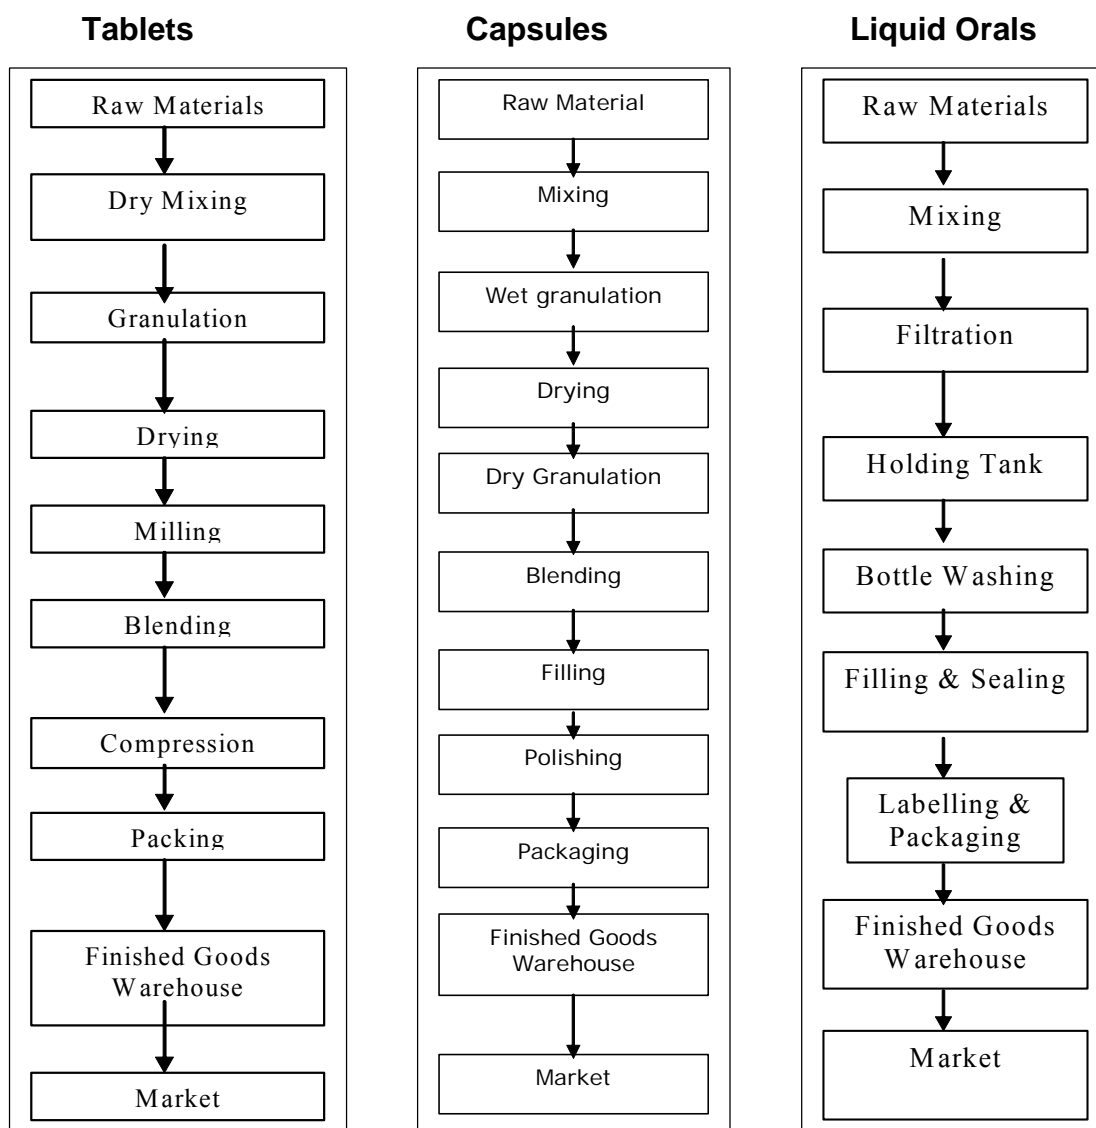 Tablets
Raw Materials
Dry Mixing
Granulation
Drying
Milling
Blending
Compression
Packing
Finished Goods
Warehouse
Market
Capsules
Raw Material
Mixing
Wet granulation
Drying
Dry Granulation
Blending
Filling
Polishing
Packaging
Finished Goods
Warehouse
Market
Liquid Orals
Raw Materials
Mixing
Filtration
Holding Tank
Bottle Washing
Filling & Sealing
Labelling &
Packaging
Finished Goods
Warehouse
Market